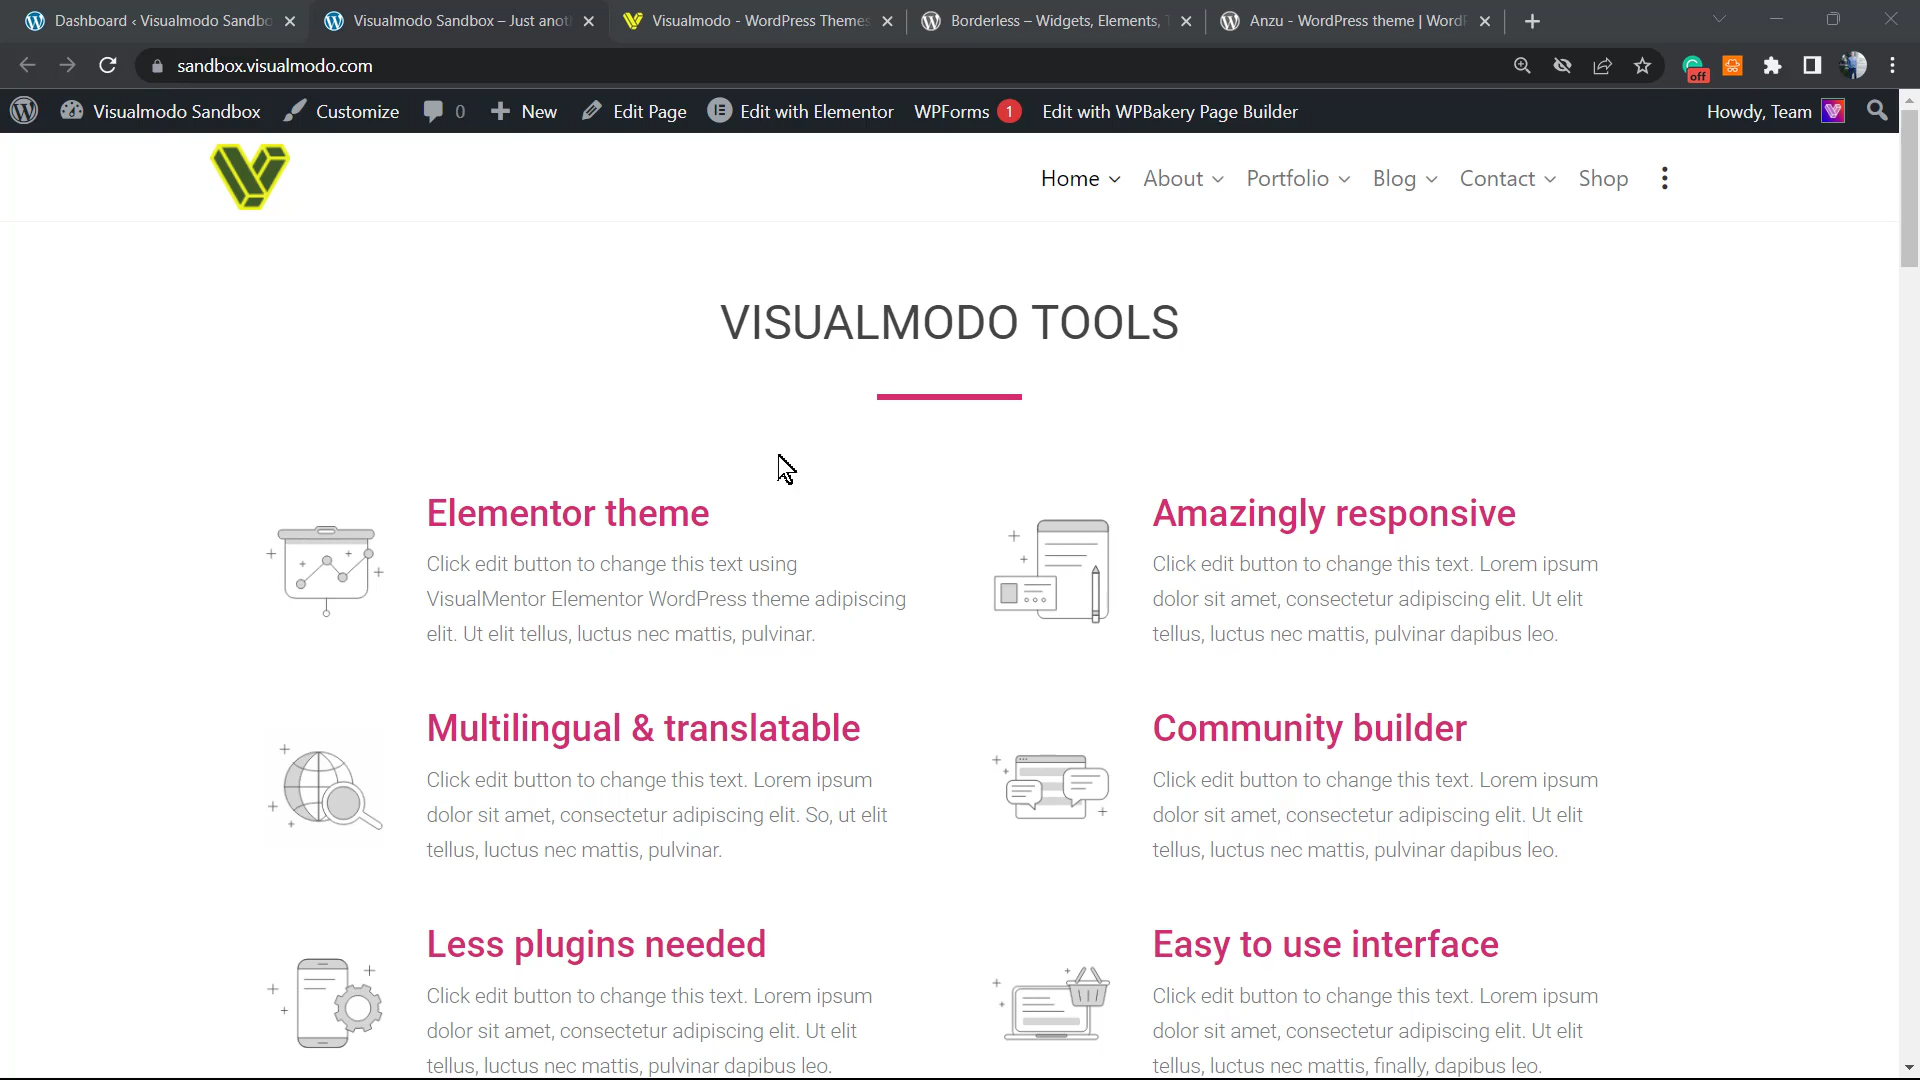 Dashboard ‹ Visualmodo Sandbo
Visualmodo Sandbox – Just anot
Visualmodo - WordPress Themes
Borderless – Widgets, Elements, T
Anzu - WordPress theme | WordP
sandbox.visualmodo.com
off
Visualmodo Sandbox
Customize
0
New
Edit Page
Edit with Elementor
WPForms 1
Edit with WPBakery Page Builder
Howdy, Team
Home
About
Portfolio
Blog
Contact
Shop
VISUALMODO TOOLS
Elementor theme
Click edit button to change this text using
VisualMentor Elementor WordPress theme adipiscing
elit. Ut elit tellus, luctus nec mattis, pulvinar.
Amazingly responsive
Click edit button to change this text. Lorem ipsum
dolor sit amet, consectetur adipiscing elit. Ut elit
tellus, luctus nec mattis, pulvinar dapibus leo.
Multilingual & translatable
Click edit button to change this text. Lorem ipsum
dolor sit amet, consectetur adipiscing elit. So, ut elit
tellus, luctus nec mattis, pulvinar.
Community builder
Click edit button to change this text. Lorem ipsum
dolor sit amet, consectetur adipiscing elit. Ut elit
tellus, luctus nec mattis, pulvinar dapibus leo.
Less plugins needed
Click edit button to change this text. Lorem ipsum
dolor sit amet, consectetur adipiscing elit. Ut elit
tellus, luctus nec mattis, pulvinar dapibus leo.
Easy to use interface
Click edit button to change this text. Lorem ipsum
dolor sit amet, consectetur adipiscing elit. Ut elit
tellus, luctus nec mattis, finally, dapibus leo.